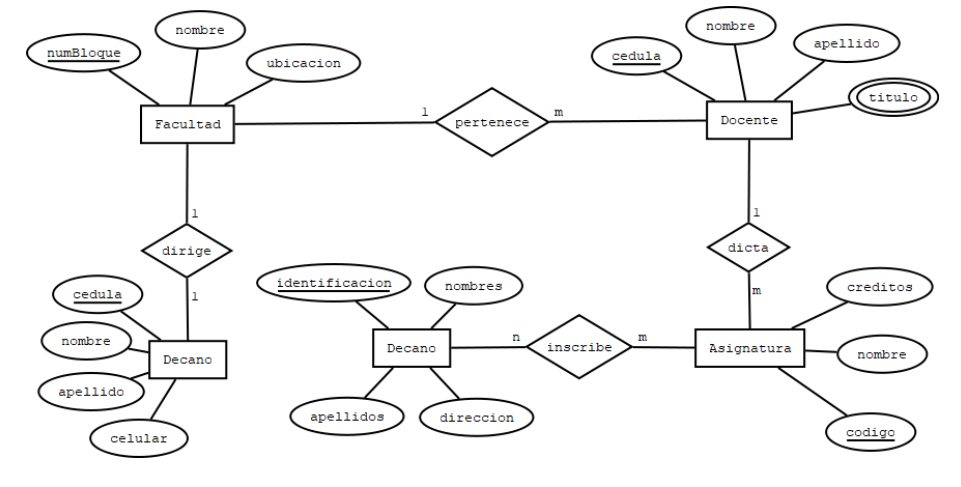 nombre
numBloque
ubicacion
Facultad
1
pertenece
m
nombre
cedula
apellido
titulo
Docente
1
dirige
1
1
dicta
m
cedula
nombre
Decano
apellido
celular
identificacion
nombres
Decano
apellidos
direccion
n
inscribe
m
Asignatura
creditos
nombre
codigo